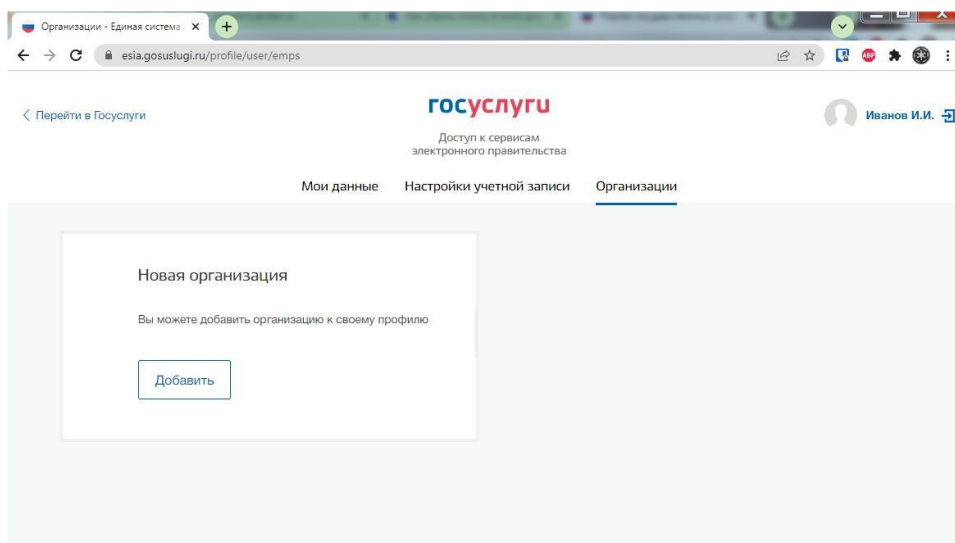 Организации - Единая система
esia.gosuslugi.ru/profile/user/emps
ABP
Перейти в Госуслуги
госуслуги
Иванов И.И.
Доступ к сервисам
электронного правительства
Мои данные Настройки учетной записи Организации
Новая организация
Вы можете добавить организацию к своему профилю
Добавить